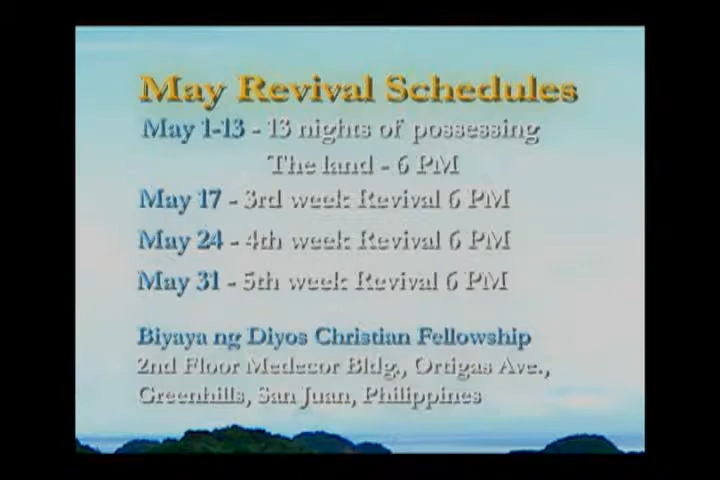 May Revival Schedules
May 1-13 - 13 nights of possessing
The land - 6 PM
May 17 - 3rd week Revival 6 PM
May 24 - 4th week Revival 6 PM
May 31 - 5th week Revival 6 PM
Biyaya ng Diyos Christian Fellowship
2nd Floor Medecor Bldg., Ortigas Ave.,
Greenhills, San Juan, Philippines